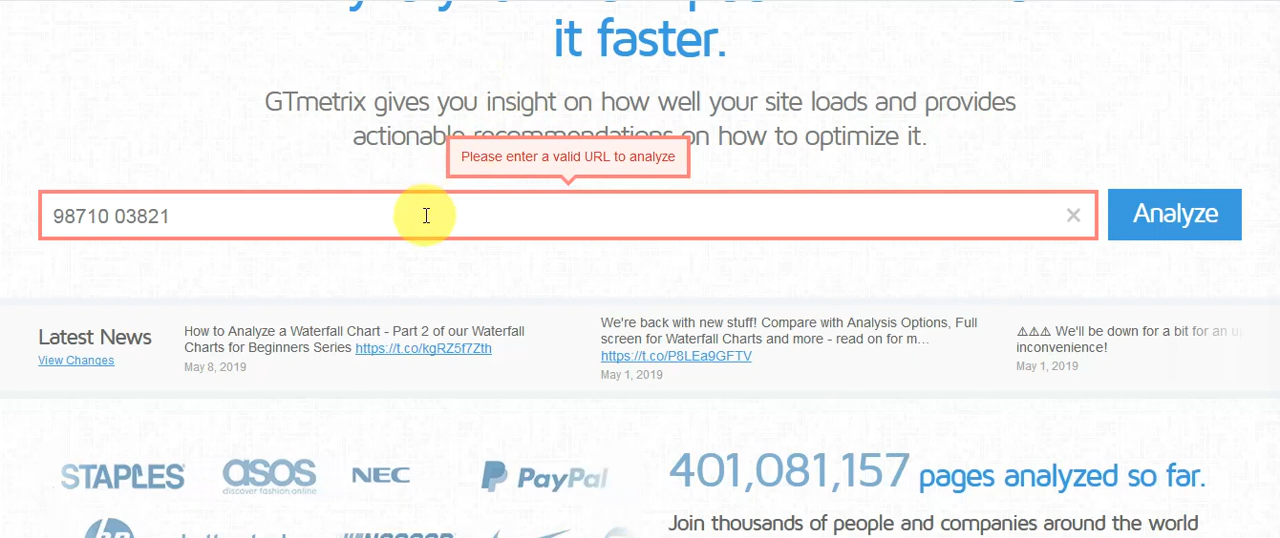 it faster.
GTmetrix gives you insight on how well your site loads and provides
actionable recommendations on how to optimize it.
Please enter a valid URL to analyze
98710 03821
Analyze
Latest News
View Changes
How to Analyze a Waterfall Chart - Part 2 of our Waterfall
Charts for Beginners Series https://t.co/kgRZ5f7Zth
May 8, 2019
We're back with new stuff! Compare with Analysis Options, Full
screen for Waterfall Charts and more - read on for m...
https://t.co/P8LEa9GFTV
May 1, 2019
⚠⚠⚠ We'll be down for a bit for an
inconvenience!
May 1, 2019
STAPLES
asos
discover fashion online
NEC
PayPal
hp
401,081,157 pages analyzed so far.
Join thousands of people and companies around the world